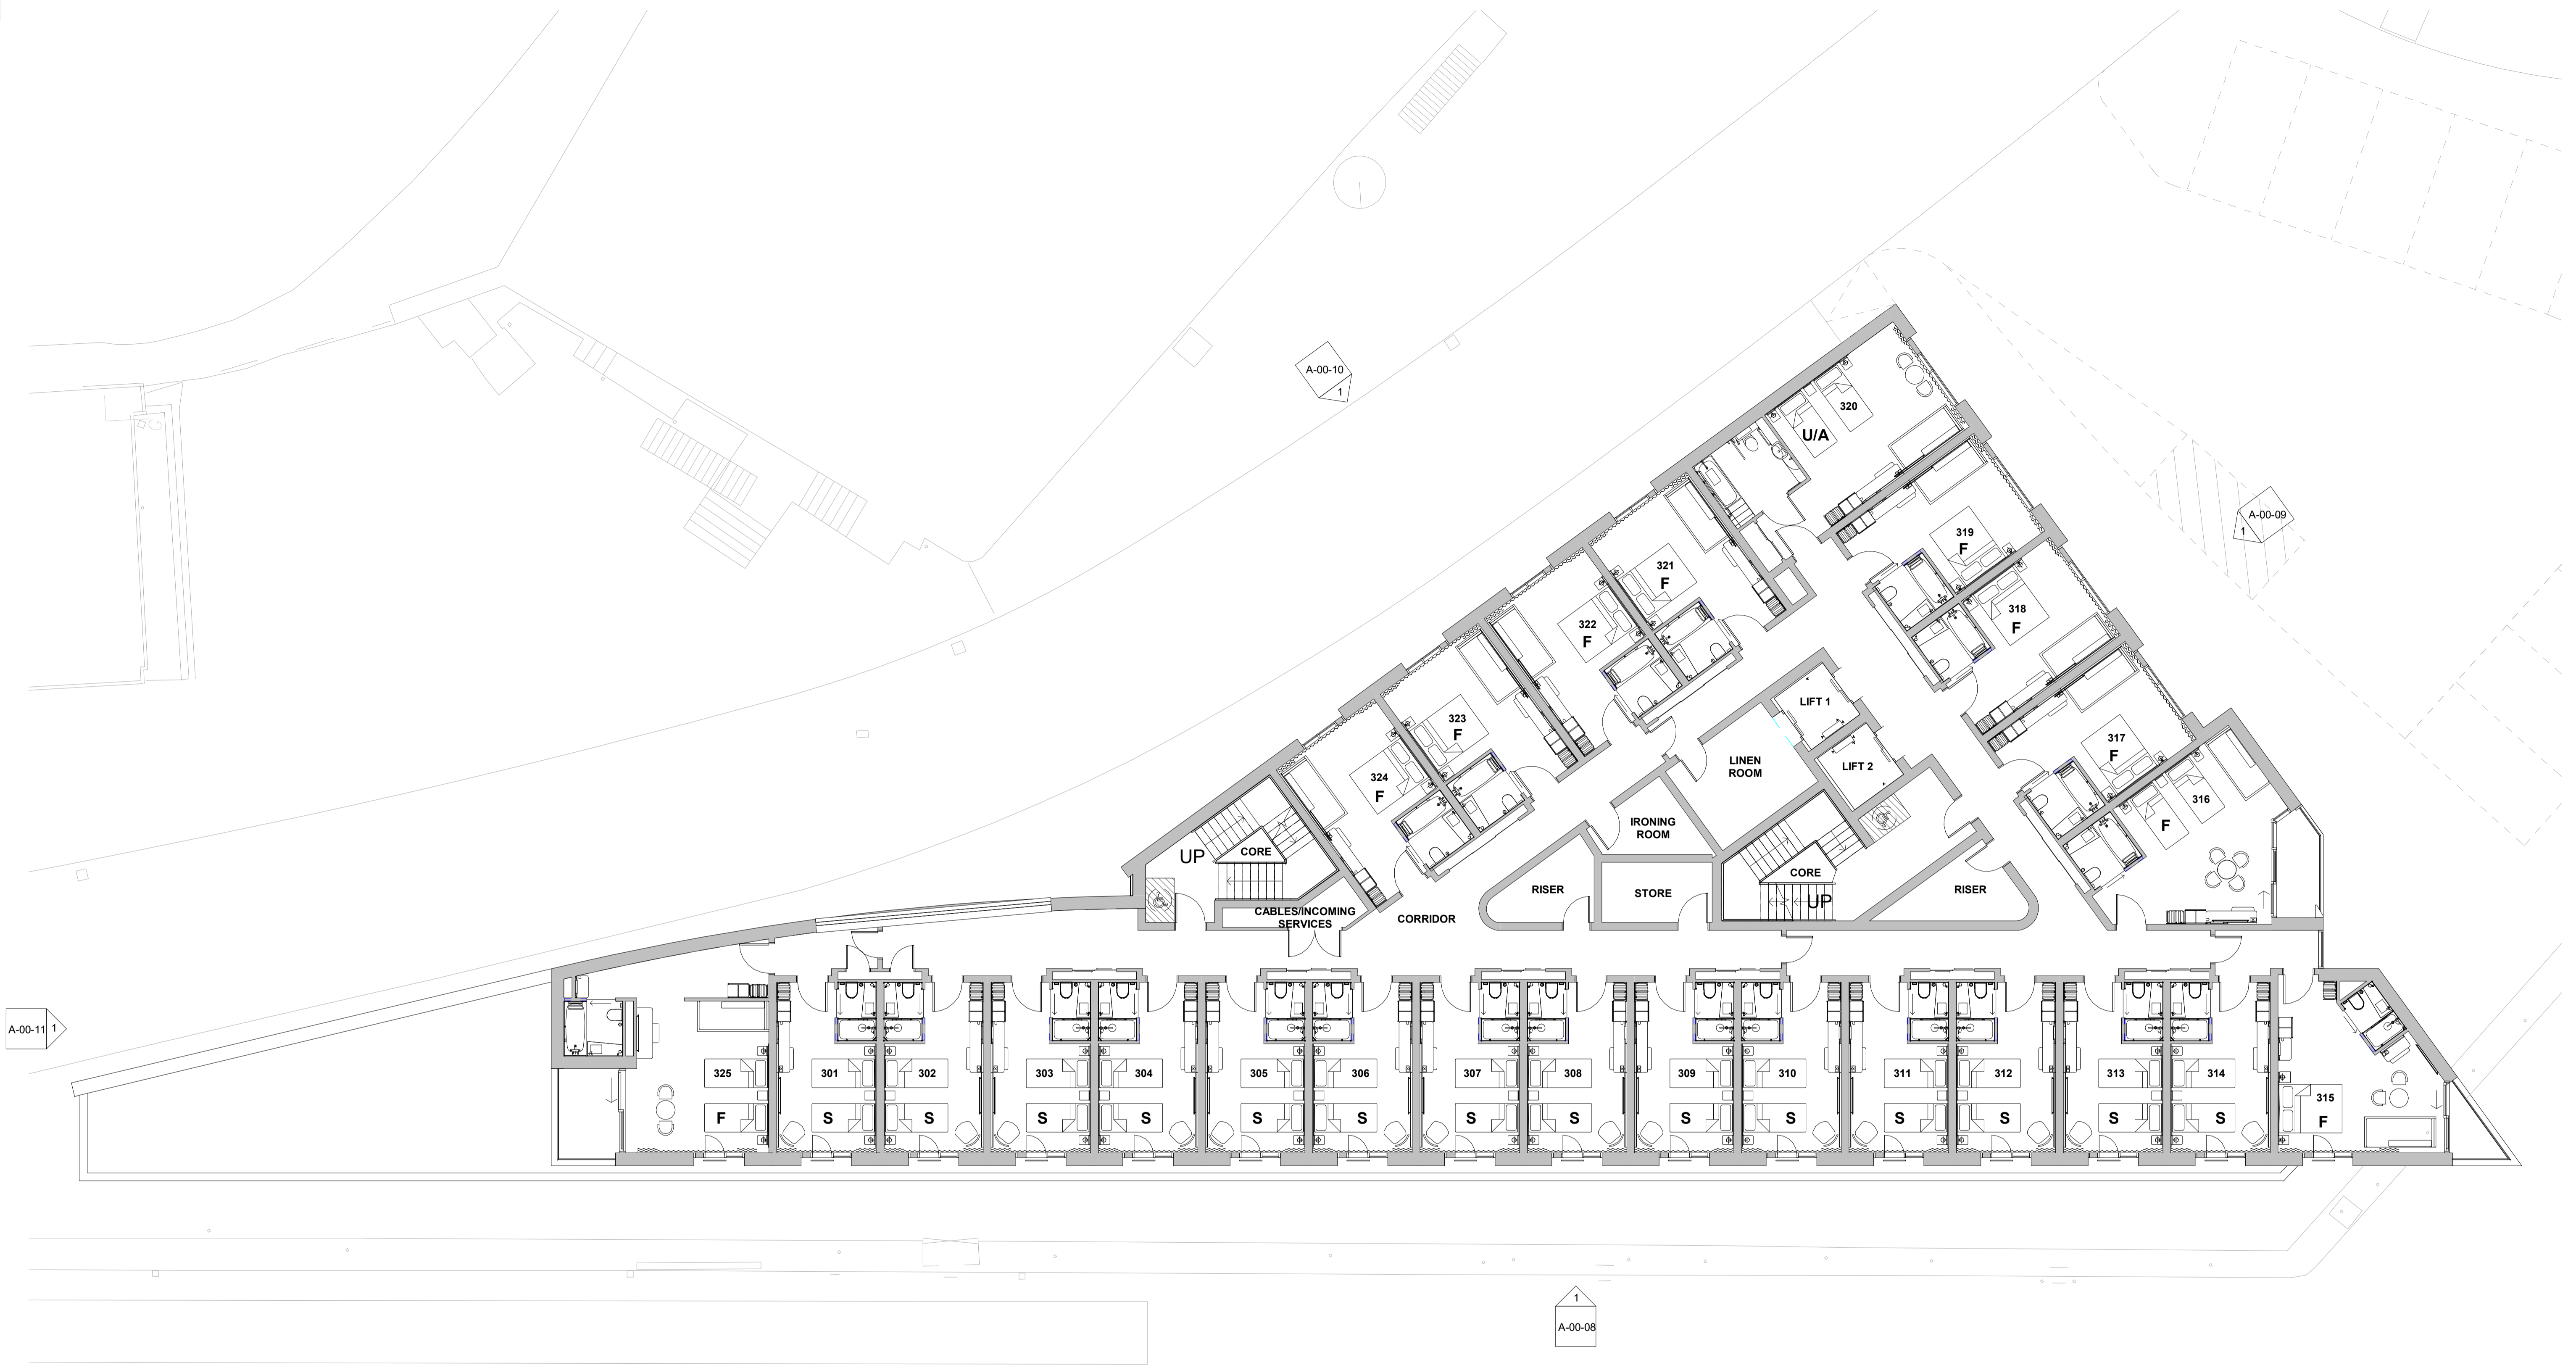 A-00-10
1
320
U/A
A-00-09
1
319
F
321
F
318
F
322
F
LIFT 1
323
F
317
F
LINEN
ROOM
LIFT 2
324
F
316
F
IRONING
ROOM
UP
CORE
CORE
RISER
STORE
RISER
UP
CABLES/INCOMING
SERVICES
CORRIDOR
A-00-11
1
325
301
302
303
304
305
306
307
308
309
310
311
312
313
314
315
F
S
S
S
S
S
S
S
S
S
S
S
S
S
S
F
1
A-00-08